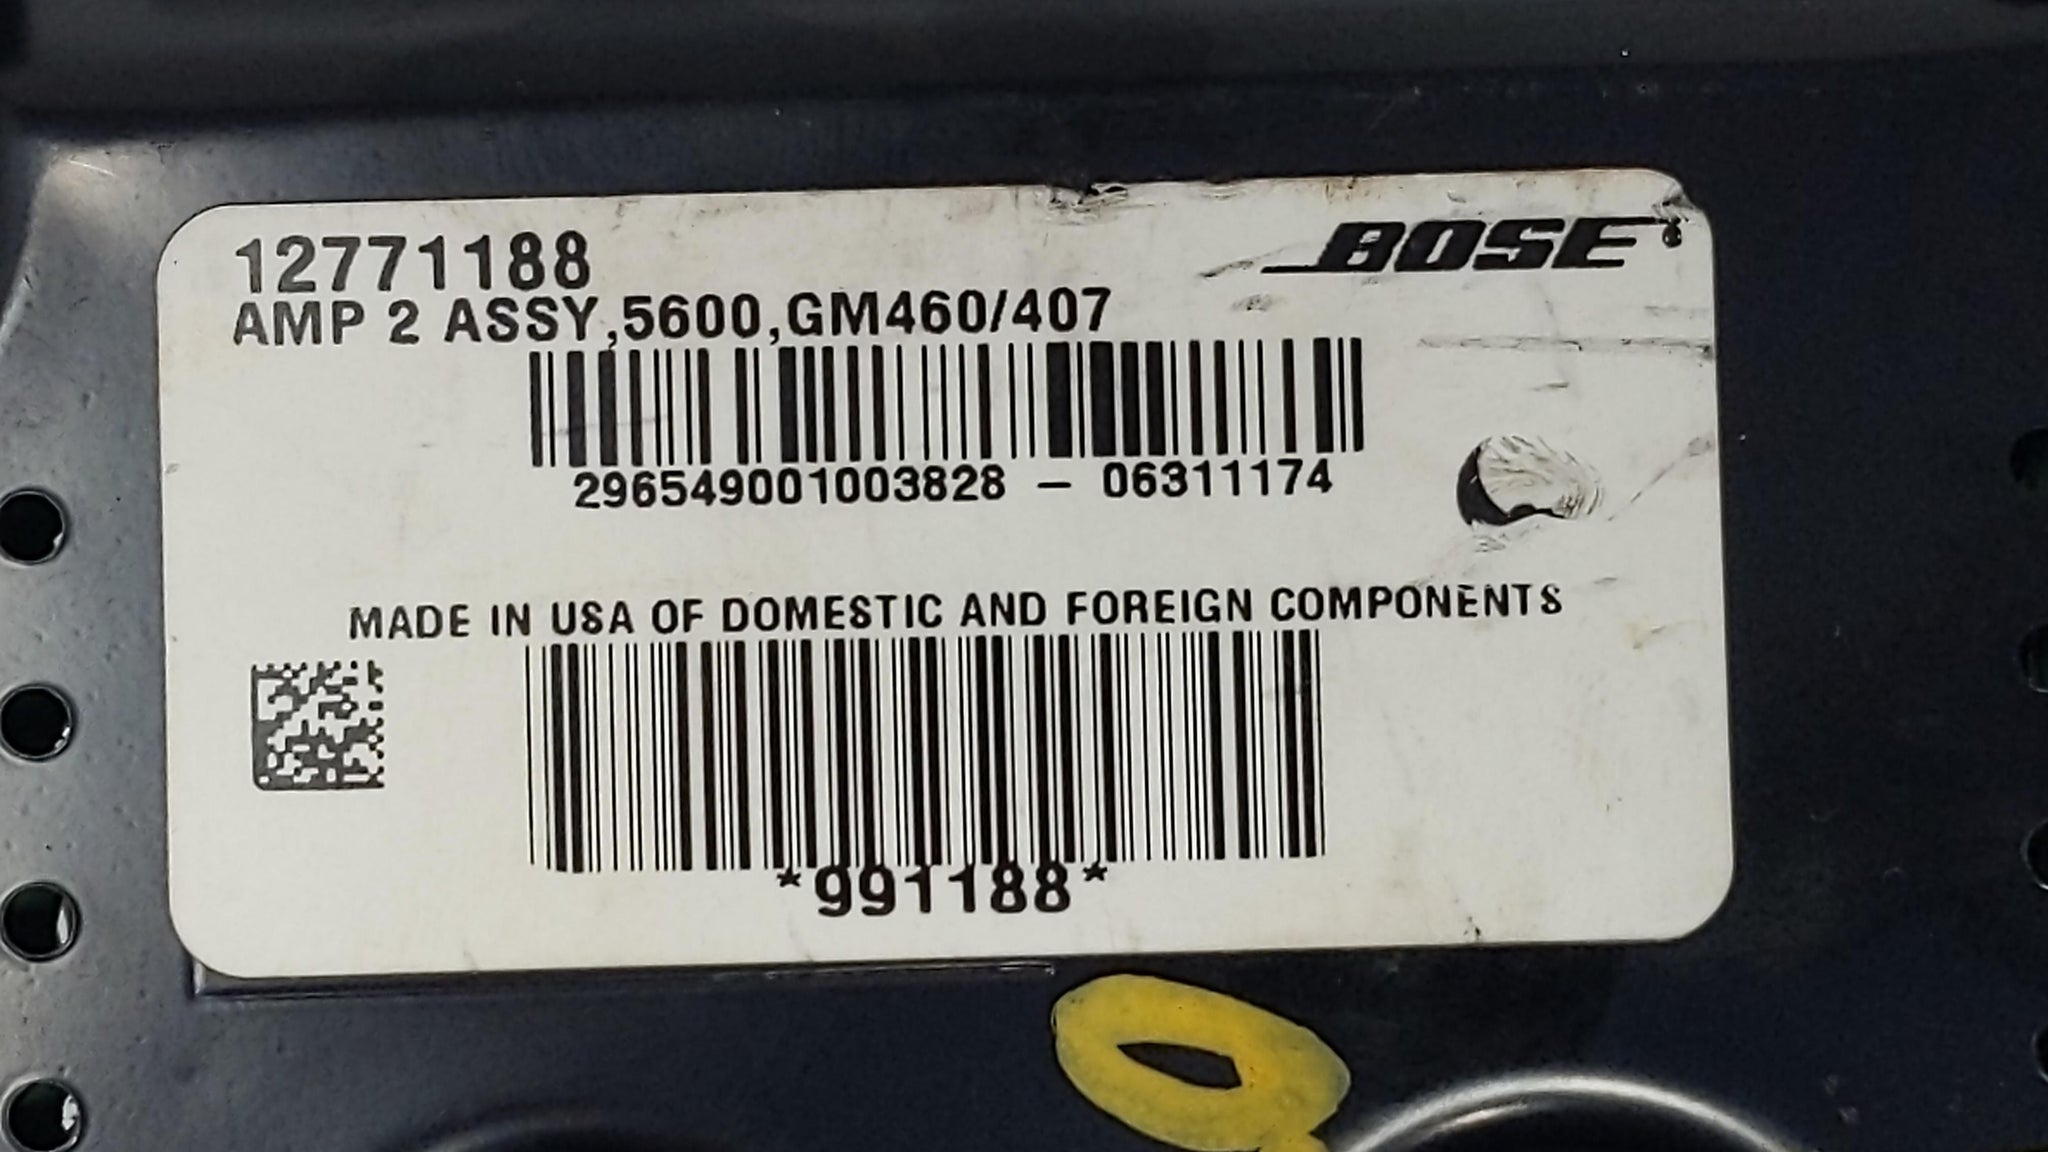 12771188
BOSE
AMP 2 ASSY,5600,GM460/407
296549001003828 – 06311174
MADE IN USA OF DOMESTIC AND FOREIGN COMPONENTS
*991188*